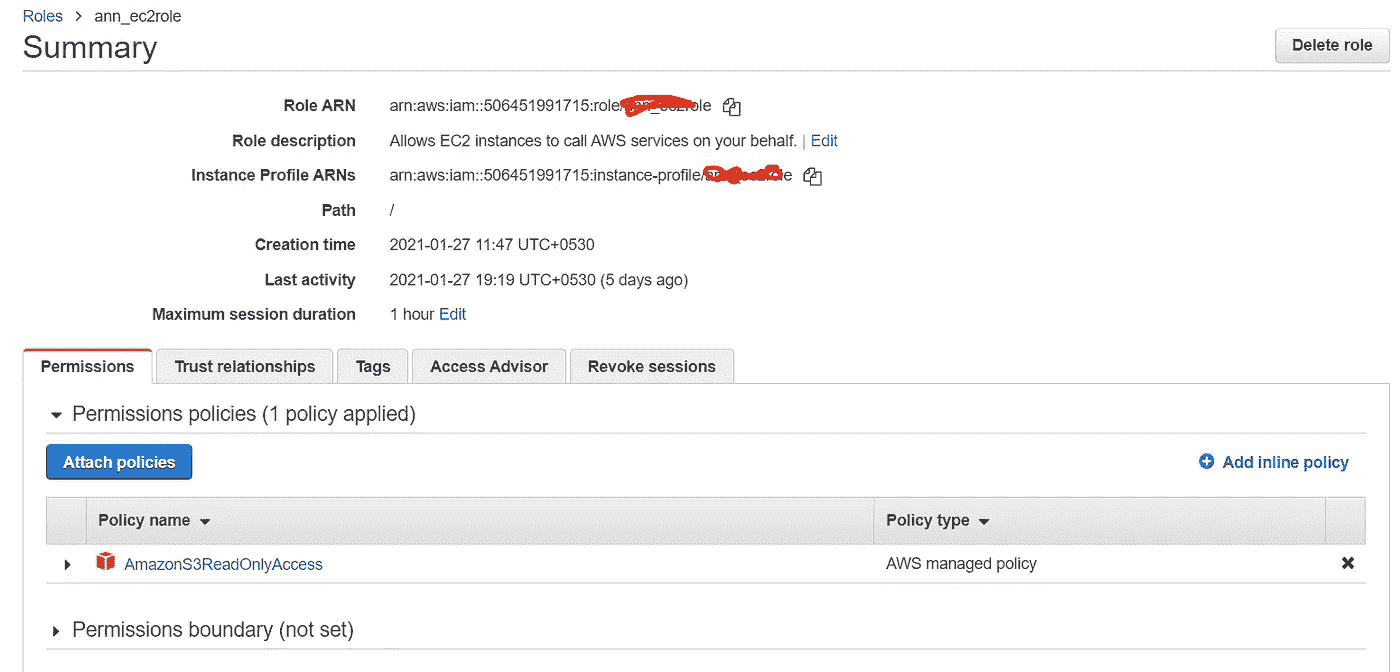 Roles > ann_ec2role
Summary
Delete role
Role ARN arn:aws:iam::506451991715:role/
Role description Allows EC2 instances to call AWS services on your behalf. | Edit
Instance Profile ARNs arn:aws:iam::506451991715:instance-profile/
Path /
Creation time 2021-01-27 11:47 UTC+0530
Last activity 2021-01-27 19:19 UTC+0530 (5 days ago)
Maximum session duration 1 hour Edit
Permissions Trust relationships Tags Access Advisor Revoke sessions
Permissions policies (1 policy applied)
Attach policies Add inline policy
Policy name Policy type
AmazonS3ReadOnlyAccess AWS managed policy
Permissions boundary (not set)